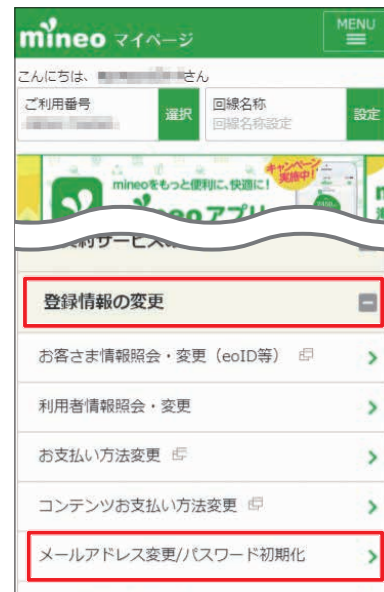 mineo マイページ
MENU
こんにちは、 さん
ご利用番号
選択
回線名称
回線名称設定
設定
mineoをもっと便利に、快適に!
キャンペーン
実施中!
アプリ
登録情報の変更
お客さま情報照会・変更（eoID等）
利用者情報照会・変更
お支払い方法変更
コンテンツお支払い方法変更
メールアドレス変更/パスワード初期化